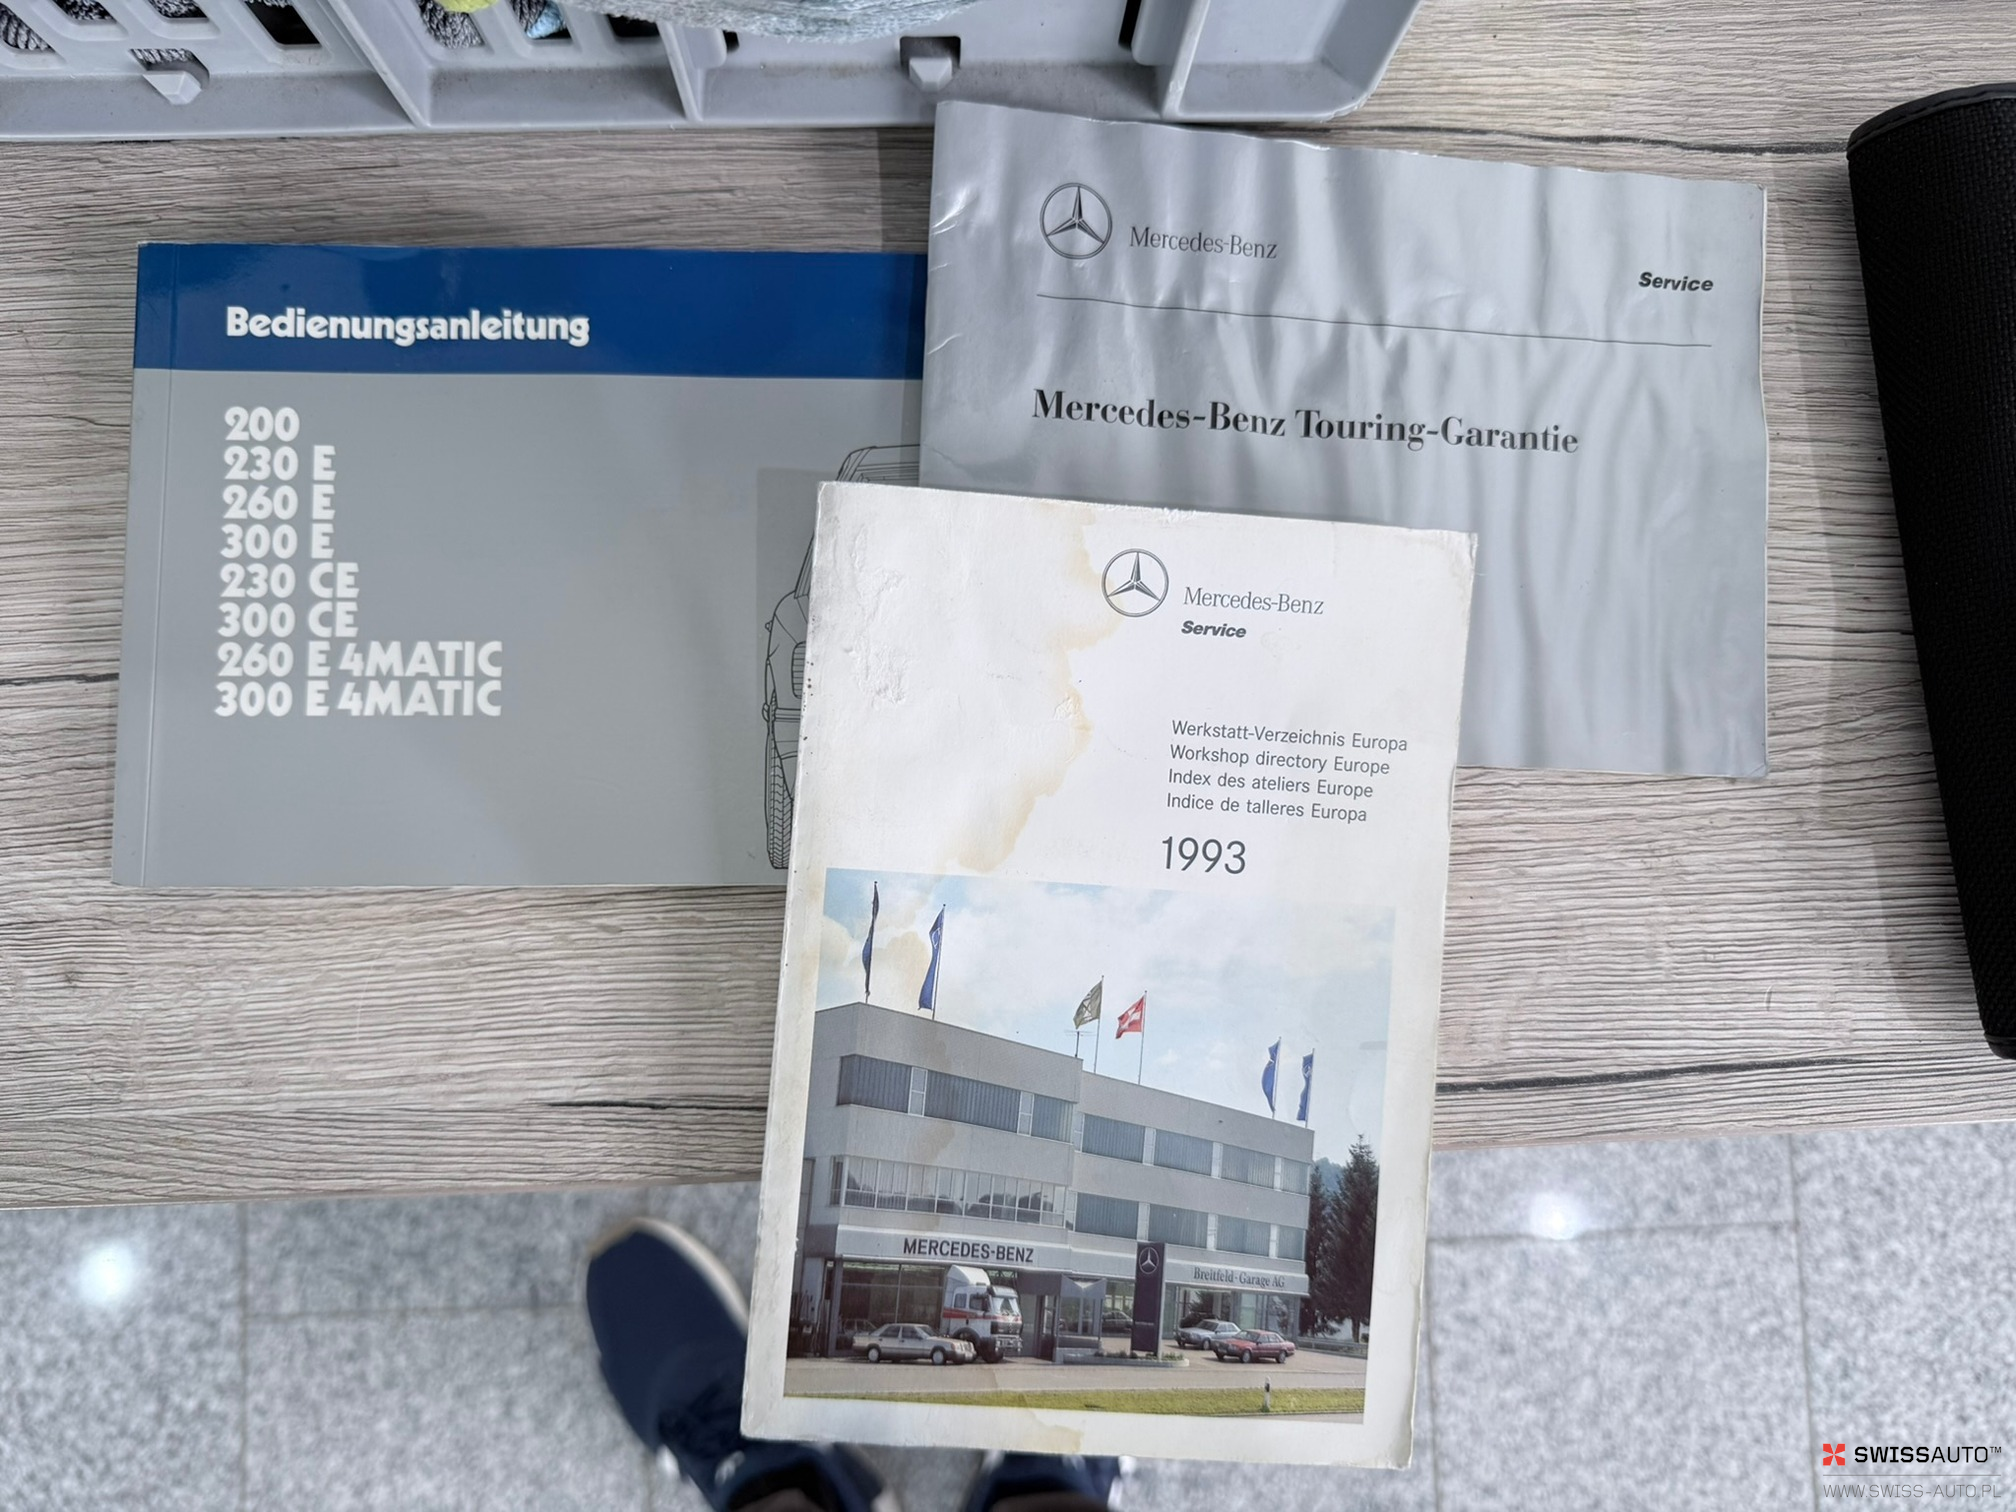 Bedienungsanleitung
200
230 E
260 E
300 E
230 CE
300 CE
260 E 4MATIC
300 E 4MATIC
Mercedes-Benz
Service
Mercedes-Benz Touring-Garantie
Mercedes-Benz
Service
Werkstatt-Verzeichnis Europa
Workshop directory Europe
Index des ateliers Europe
Indice de talleres Europa
1993
MERCEDES-BENZ
Breitfeld-Garage AG
SWISSAUTO™
WWW.SWISS-AUTO.PL